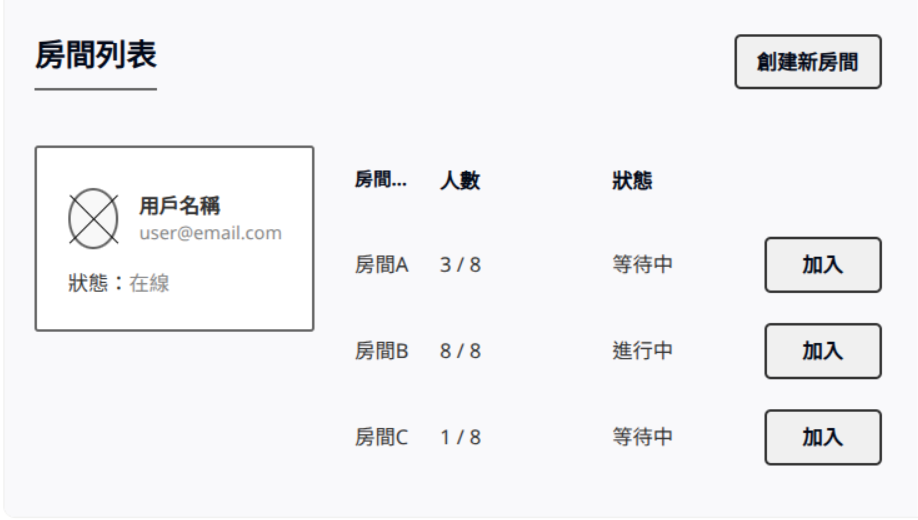 房間列表
創建新房間
用戶名稱
user@email.com
狀態：在線
房間... 人數 狀態
房間A 3 / 8 等待中 加入
房間B 8 / 8 進行中 加入
房間C 1 / 8 等待中 加入